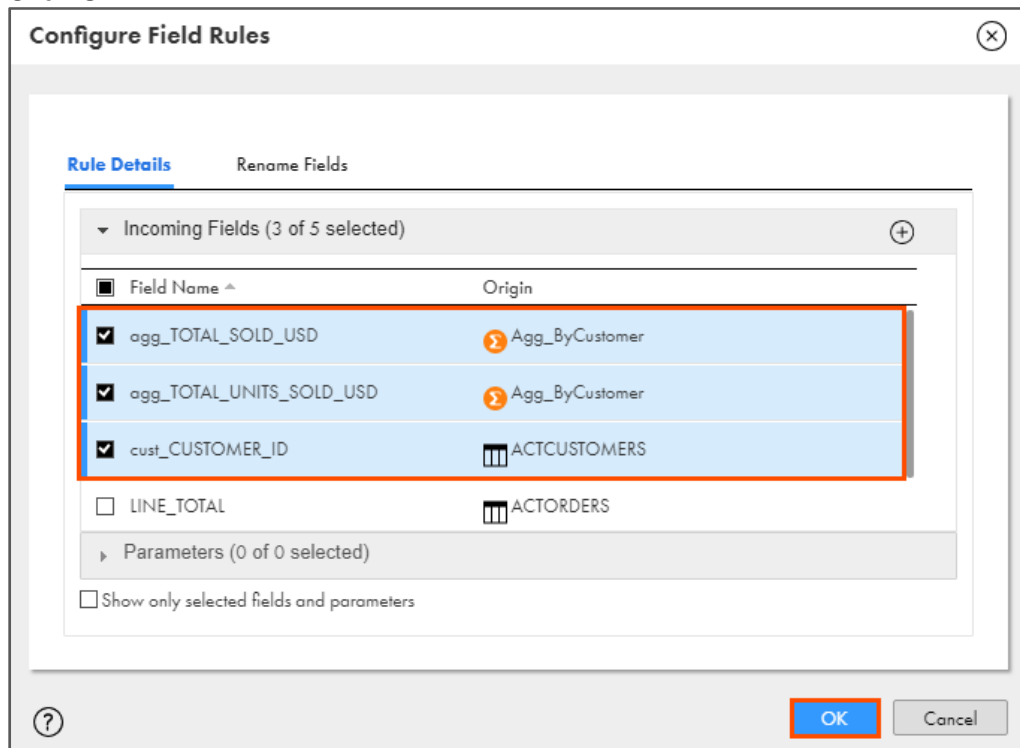 Configure Field Rules
Rule Details Rename Fields
Incoming Fields (3 of 5 selected)
Field Name Origin
agg_TOTAL_SOLD_USD Agg_ByCustomer
agg_TOTAL_UNITS_SOLD_USD Agg_ByCustomer
cust_CUSTOMER_ID ACTCUSTOMERS
LINE_TOTAL ACTORDERS
Parameters (0 of 0 selected)
Show only selected fields and parameters
? OK Cancel